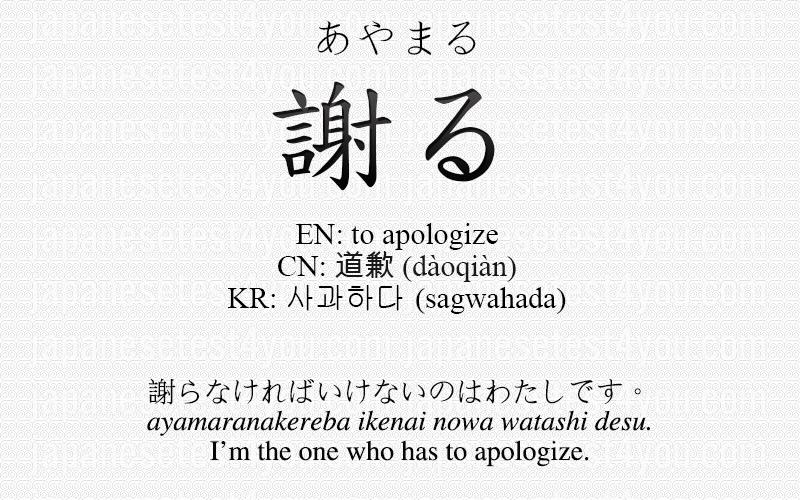 あやまる
謝る
EN: to apologize
CN: 道歉 (dàoqiàn)
KR: 사과하다 (sagwahada)
謝らなければいけないのはわたしです。
ayamaranakereba ikenai nowa watashi desu.
I’m the one who has to apologize.